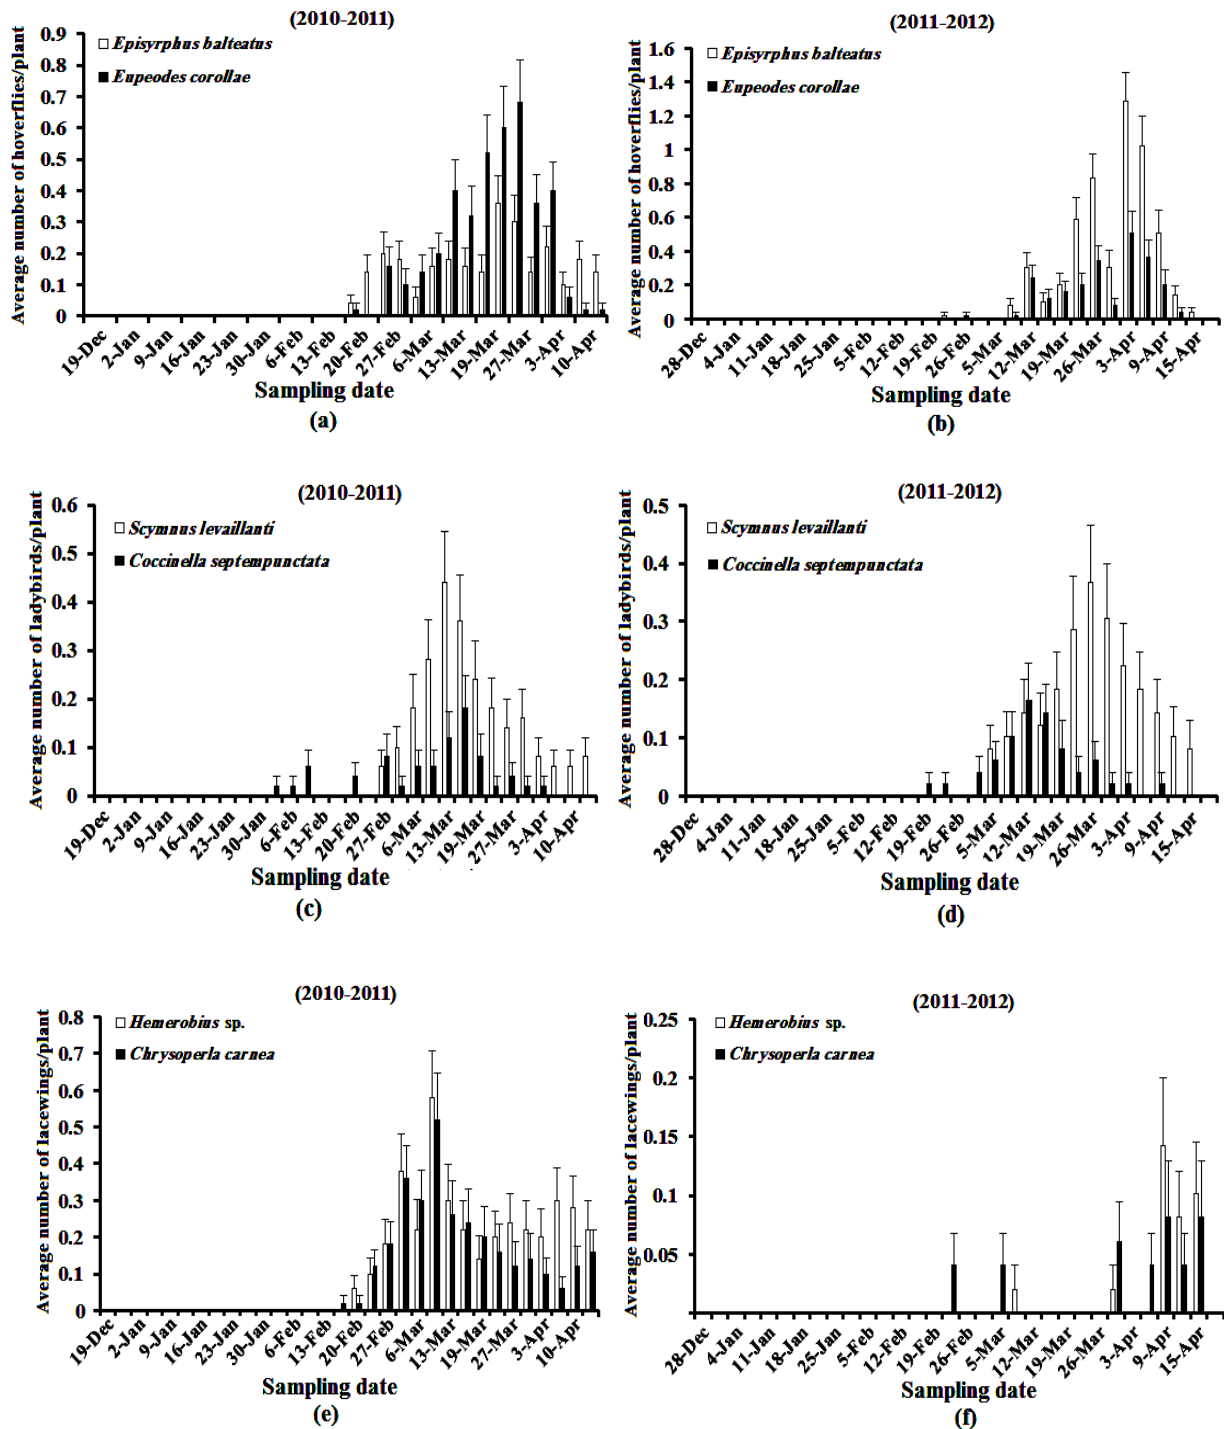 (2010-2011)
Average number of hoverflies/plant
Episyrphus balteatus
Eupeodes corollae
0.9
0.8
0.7
0.6
0.5
0.4
0.3
0.2
0.1
0
19-Dec
2-Jan
9-Jan
16-Jan
23-Jan
30-Jan
6-Feb
13-Feb
20-Feb
27-Feb
6-Mar
13-Mar
19-Mar
27-Mar
3-Apr
10-Apr
Sampling date
(a)
(2011-2012)
Average number of hoverflies/plant
Episyrphus balteatus
Eupeodes corollae
1.6
1.4
1.2
1
0.8
0.6
0.4
0.2
0
28-Dec
4-Jan
11-Jan
18-Jan
25-Jan
5-Feb
12-Feb
19-Feb
26-Feb
5-Mar
12-Mar
19-Mar
26-Mar
3-Apr
9-Apr
15-Apr
Sampling date
(b)
(2010-2011)
Average number of ladybirds/plant
Scymnus levaillanti
Coccinella septempunctata
0.6
0.5
0.4
0.3
0.2
0.1
0
19-Dec
2-Jan
9-Jan
16-Jan
23-Jan
30-Jan
6-Feb
13-Feb
20-Feb
27-Feb
6-Mar
13-Mar
19-Mar
27-Mar
3-Apr
10-Apr
Sampling date
(c)
(2011-2012)
Average number of ladybirds/plant
Scymnus levaillanti
Coccinella septempunctata
0.5
0.4
0.3
0.2
0.1
0
28-Dec
4-Jan
11-Jan
18-Jan
25-Jan
5-Feb
12-Feb
19-Feb
26-Feb
5-Mar
12-Mar
19-Mar
26-Mar
3-Apr
9-Apr
15-Apr
Sampling date
(d)
(2010-2011)
Average number of lacewings/plant
Hemerobius sp.
Chrysoperla carnea
0.8
0.7
0.6
0.5
0.4
0.3
0.2
0.1
0
19-Dec
2-Jan
9-Jan
16-Jan
23-Jan
30-Jan
6-Feb
13-Feb
20-Feb
27-Feb
6-Mar
13-Mar
19-Mar
27-Mar
3-Apr
10-Apr
Sampling date
(e)
(2011-2012)
Average number of lacewings/plant
Hemerobius sp.
Chrysoperla carnea
0.25
0.2
0.15
0.1
0.05
28-Dec
4-Jan
11-Jan
18-Jan
25-Jan
5-Feb
12-Feb
19-Feb
26-Feb
5-Mar
12-Mar
19-Mar
26-Mar
3-Apr
9-Apr
15-Apr
Sampling date
(f)